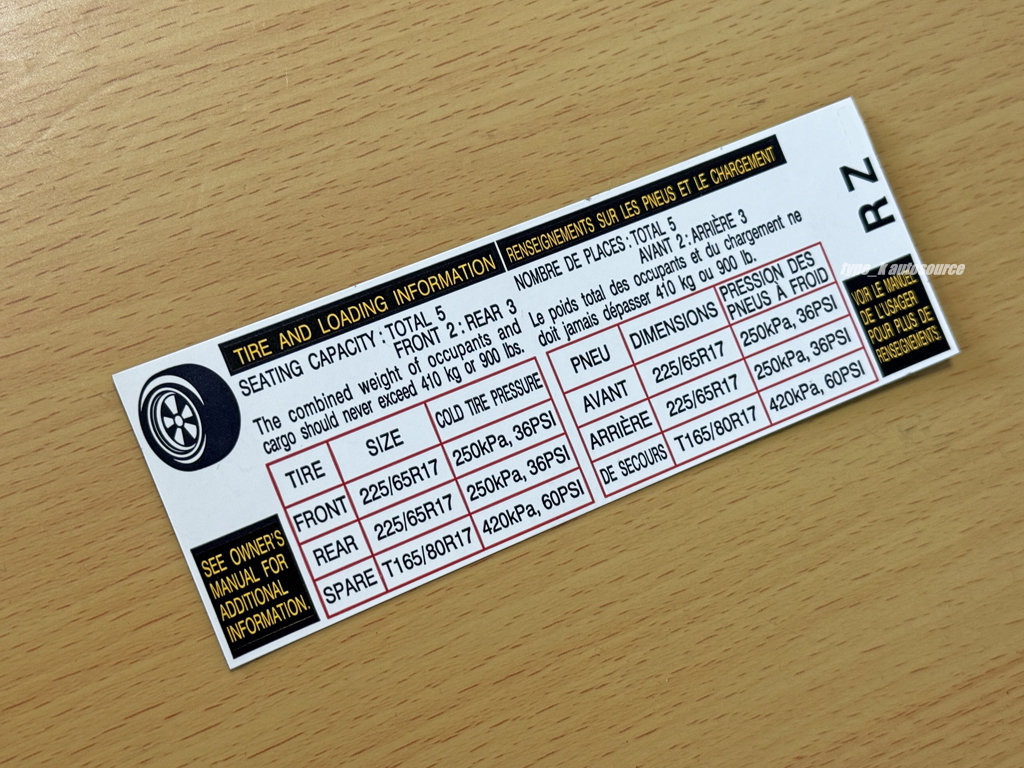 TIRE AND LOADING INFORMATION
SEATING CAPACITY : TOTAL 5
FRONT 2 : REAR 3
The combined weight of occupants and
cargo should never exceed 410 kg or 900 lbs.
TIRE SIZE COLD TIRE PRESSURE
FRONT 225/65R17 250kPa, 36PSI
REAR 225/65R17 250kPa, 36PSI
SPARE T165/80R17 420kPa, 60PSI
SEE OWNER'S
MANUAL FOR
ADDITIONAL
INFORMATION.
RENSEIGNEMENTS SUR LES PNEUS ET LE CHARGEMENT
NOMBRE DE PLACES : TOTAL 5
AVANT 2 : ARRIÈRE 3
Le poids total des occupants et du chargement ne
doit jamais dépasser 410 kg ou 900 lb.
PNEU DIMENSIONS PRESSION DES
PNEUS À FROID
AVANT 225/65R17 250kPa, 36PSI
ARRIÈRE 225/65R17 250kPa, 36PSI
DE SECOURS T165/80R17 420kPa, 60PSI
VOIR LE MANUEL
DE L'USAGER
POUR PLUS DE
RENSEIGNEMENTS
R Z
type_K autosource